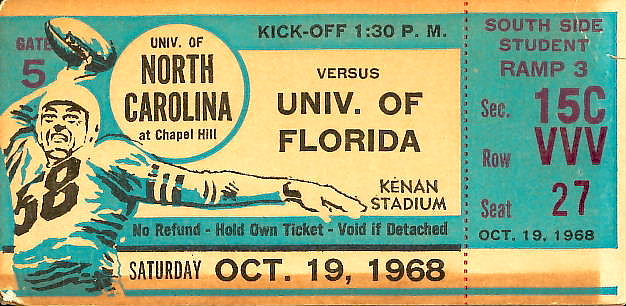 GATE
5
UNIV. OF
NORTH
CAROLINA
at Chapel Hill
58
KICK-OFF 1:30 P. M.
VERSUS
UNIV. OF
FLORIDA
KENAN
STADIUM
No Refund - Hold Own Ticket - Void if Detached
SATURDAY OCT. 19, 1968
SOUTH SIDE
STUDENT
RAMP 3
Sec. 15C
Row VVV
Seat 27
OCT. 19, 1968